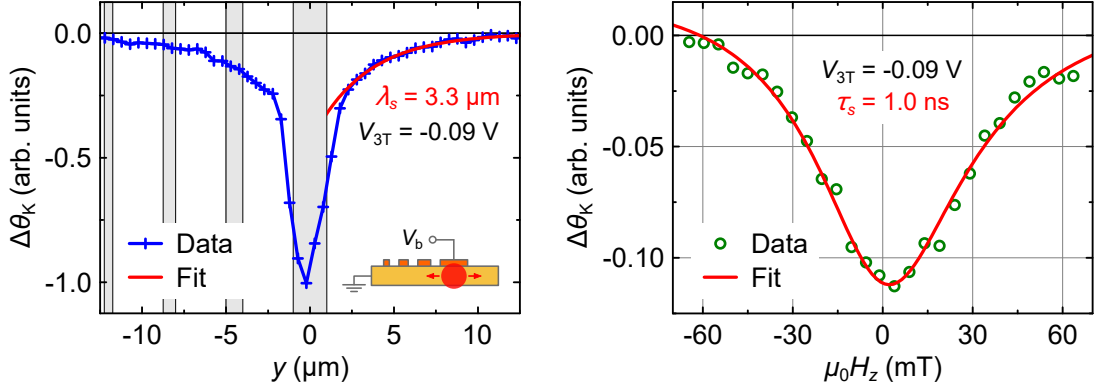 0.0
-0.5
-1.0
Δθ_K (arb. units)
λ_s = 3.3 μm
V_3T = -0.09 V
Data
Fit
V_b
-10 -5 0 5 10
y (μm)
0.00
-0.05
-0.10
Δθ_K (arb. units)
V_3T = -0.09 V
τ_s = 1.0 ns
Data
Fit
-60 -30 0 30 60
μ₀H_z (mT)